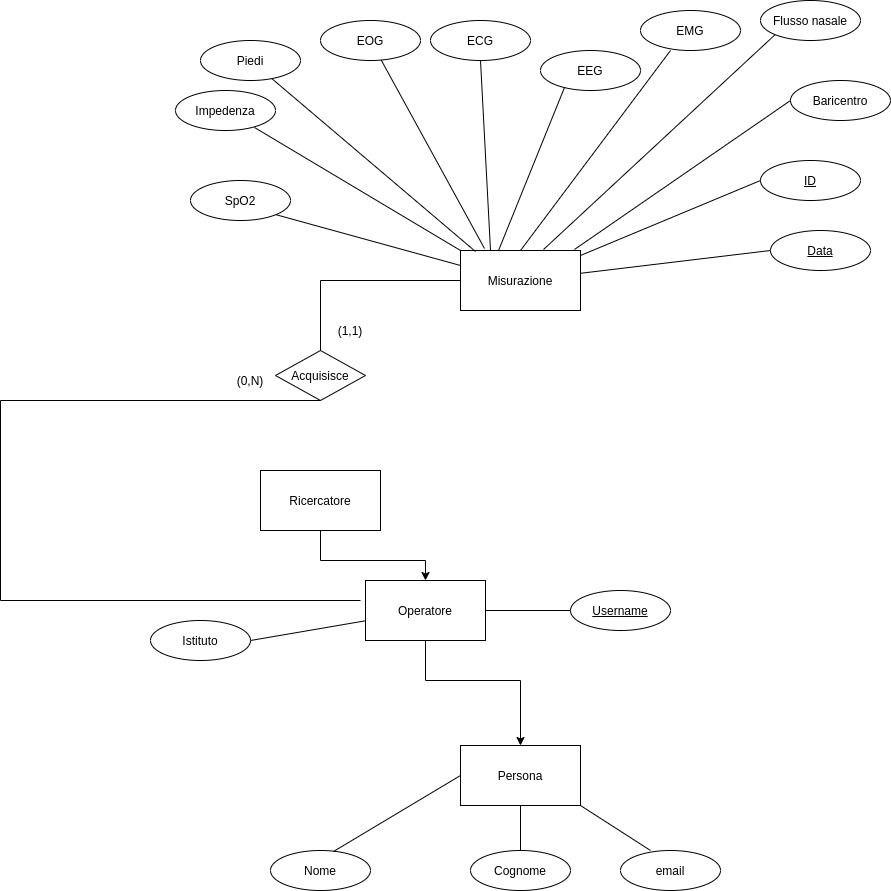 Flusso nasale
EMG
EOG
ECG
Piedi
EEG
Baricentro
Impedenza
ID
SpO2
Data
Misurazione
(1,1)
(0,N)
Acquisisce
Ricercatore
Operatore
Username
Istituto
Persona
Nome
Cognome
email